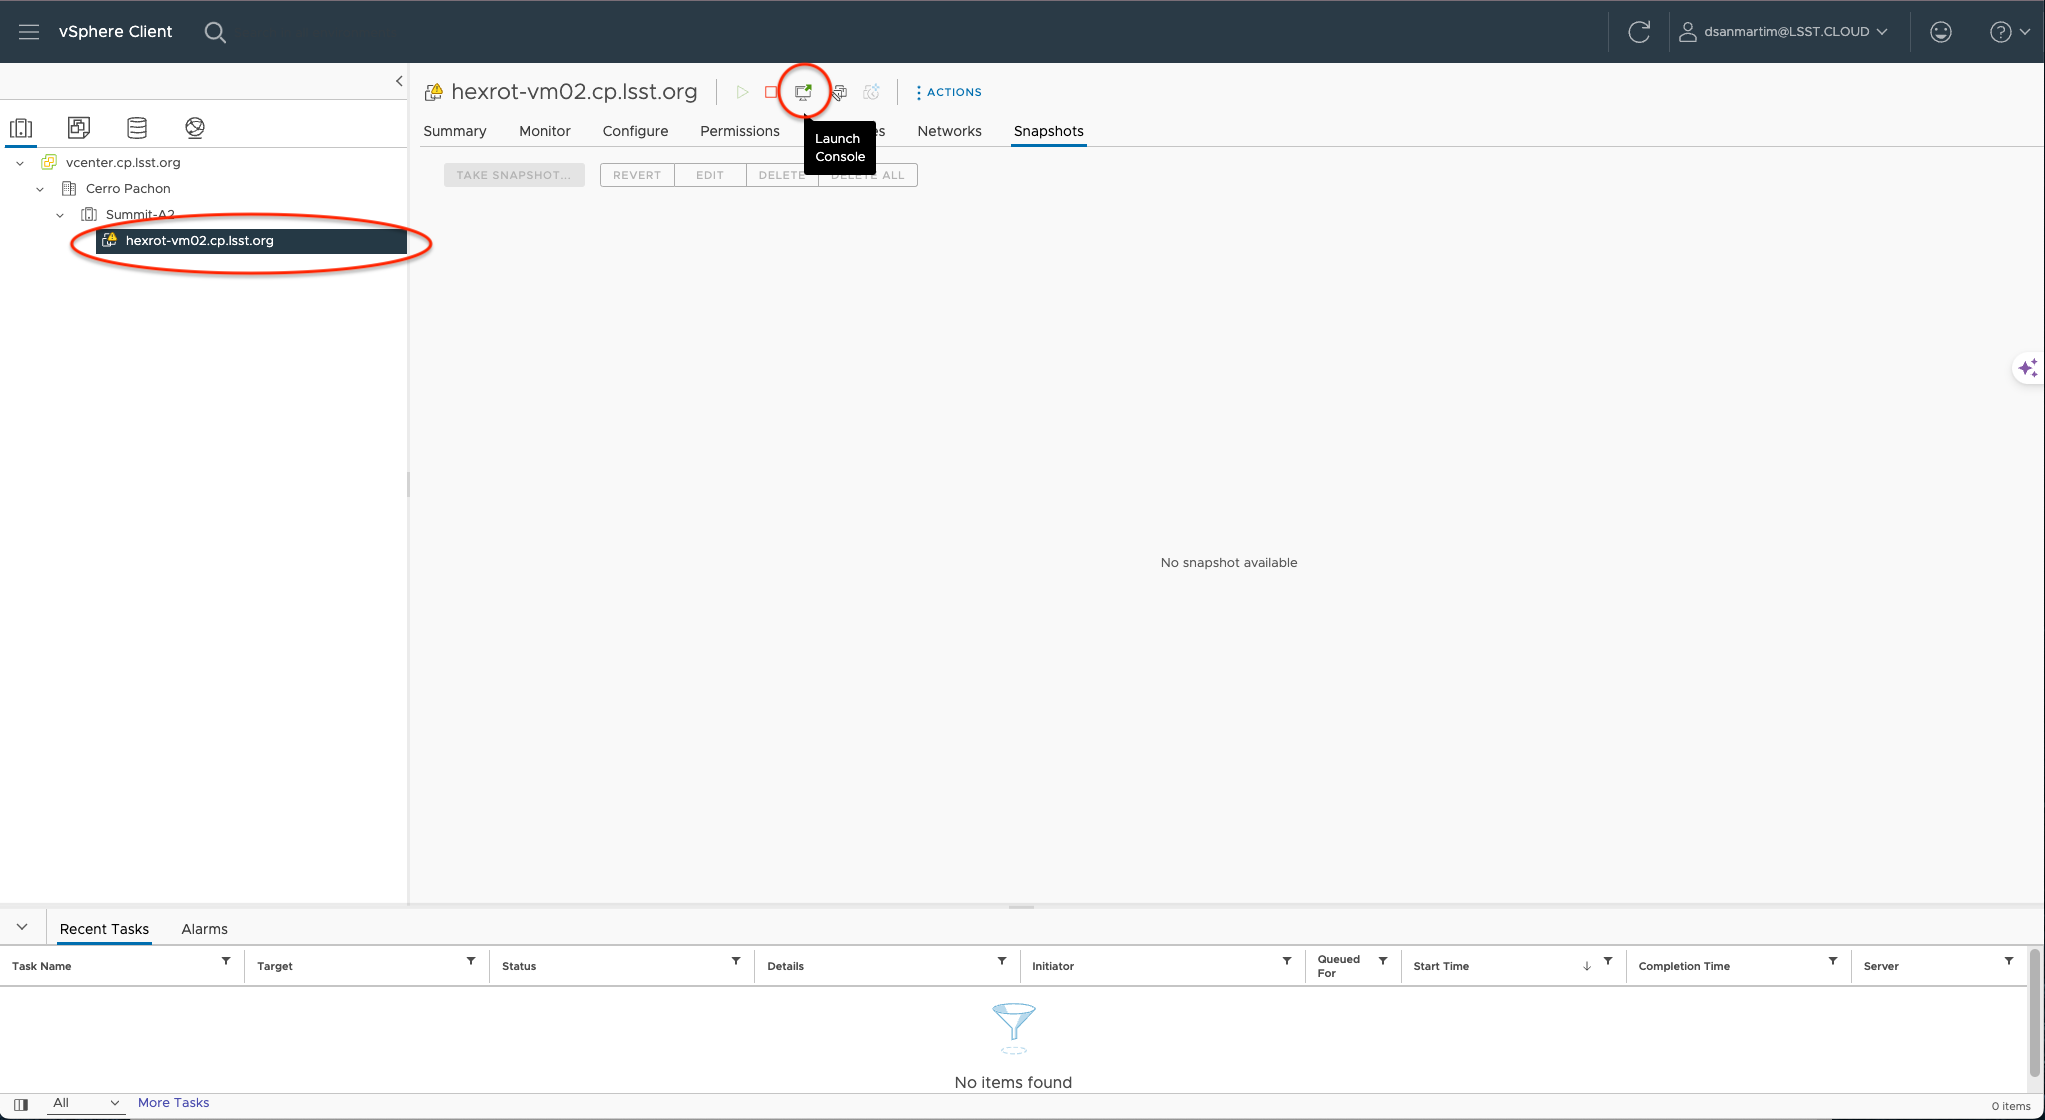 vSphere Client
dsanmartim@LSST.CLOUD
hexrot-vm02.cp.lsst.org
ACTIONS
Summary Monitor Configure Permissions es Networks Snapshots
Launch
Console
TAKE SNAPSHOT... REVERT EDIT DELETE DELETE ALL
vcenter.cp.lsst.org
Cerro Pachon
Summit-A2
hexrot-vm02.cp.lsst.org
No snapshot available
Recent Tasks Alarms
Task Name Target Status Details Initiator Queued For Start Time Completion Time Server
No items found
All More Tasks
0 items